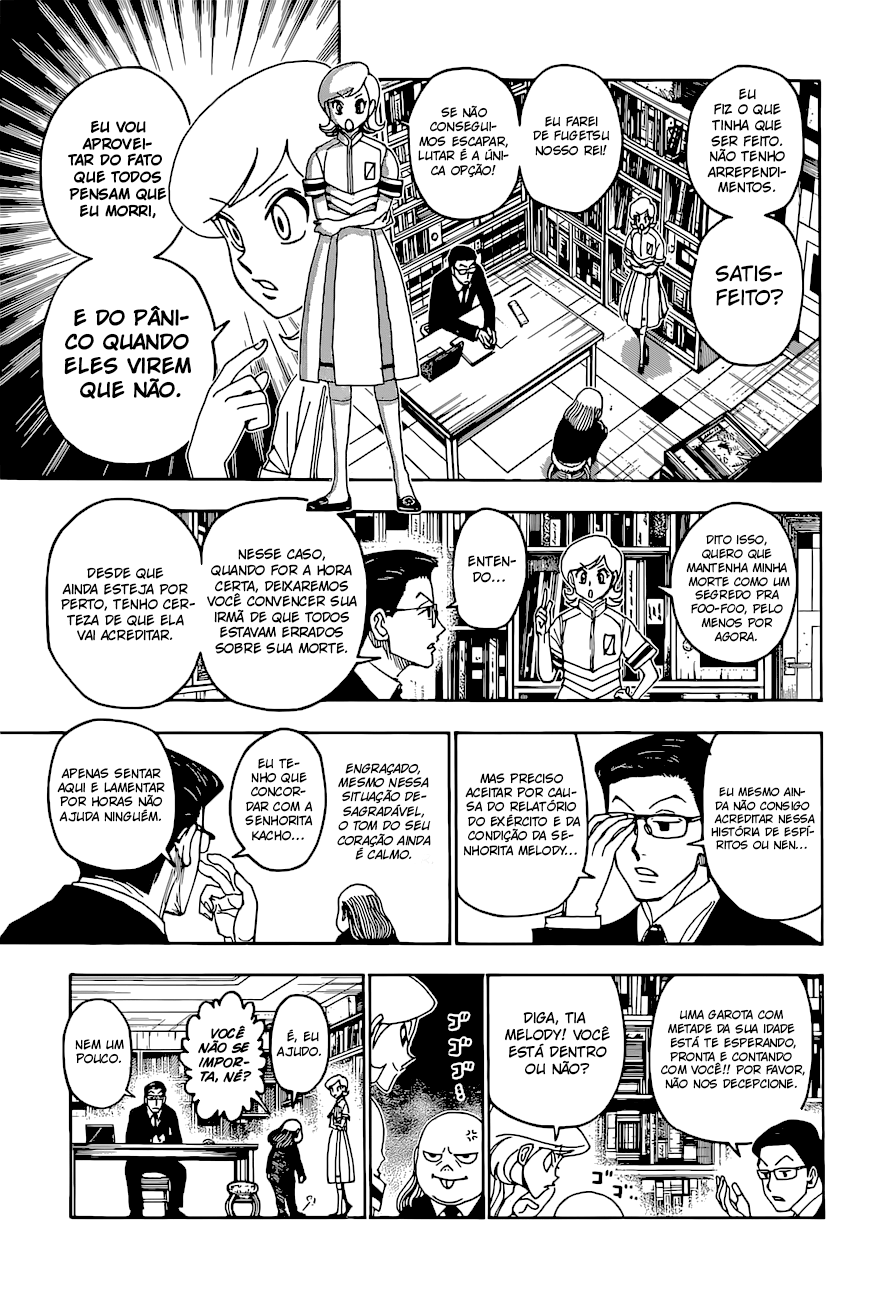 EU
FIZ O QUE
TINHA QUE
SER FEITO.
NÃO TENHO
ARREPENDI-
MENTOS.
SATIS-
FEITO?
EU FAREI
DE FUGETSU
NOSSO REI!
SE NÃO
CONSEGUI-
MOS ESCAPAR,
LUTAR É A ÚNI-
CA OPÇÃO!
EU VOU
APROVEI-
TAR DO FATO
QUE TODOS
PENSAM QUE
EU MORRI,
E DO PÂNI-
CO QUANDO
ELES VIREM
QUE NÃO.
DITO ISSO,
QUERO QUE
MANTENHA MINHA
MORTE COMO UM
SEGREDO PRA
FOO-FOO, PELO
MENOS POR
AGORA.
ENTEN-
DO...
NESSE CASO,
QUANDO FOR A HORA
CERTA, DEIXAREMOS
VOCÊ CONVENCER SUA
IRMÃ DE QUE TODOS
ESTAVAM ERRADOS
SOBRE SUA MORTE.
DESDE QUE
AINDA ESTEJA POR
PERTO, TENHO CER-
TEZA DE QUE ELA
VAI ACREDITAR.
EU MESMO AIN-
DA NÃO CONSIGO
ACREDITAR NESSA
HISTÓRIA DE ESPÍ-
RITOS OU NEN...
MAS PRECISO
ACEITAR POR CAU-
SA DO RELATÓRIO
DO EXÉRCITO E DA
CONDIÇÃO DA SE-
NHORITA MELODY...
ENGRAÇADO,
MESMO NESSA
SITUAÇÃO DE-
SAGRADÁVEL,
O TOM DO SEU
CORAÇÃO AINDA
É CALMO.
EU TE-
NHO QUE
CONCOR-
DAR COM A
SENHORITA
KACHO...
APENAS SENTAR
AQUI E LAMENTAR
POR HORAS NÃO
AJUDA NINGUÉM.
UMA GAROTA COM
METADE DA SUA IDADE
ESTÁ TE ESPERANDO,
PRONTA E CONTANDO
COM VOCÊ!! POR FAVOR,
NÃO NOS DECEPCIONE.
DIGA, TIA
MELODY! VOCÊ
ESTÁ DENTRO
OU NÃO?
ゴゴ...
ゴゴゴ...
É, EU
AJUDO.
VOCÊ
NÃO SE
IMPOR-
TA, NÉ?
NEM UM
POUCO.